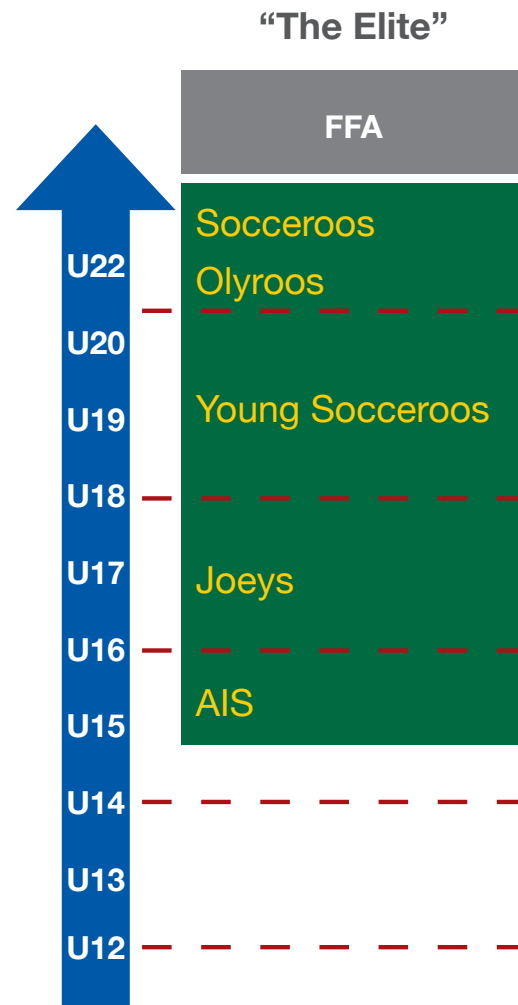 “The Elite”
FFA
Socceroos
U22
Olyroos
U20
U19
Young Socceroos
U18
U17
Joeys
U16
AIS
U15
U14
U13
U12